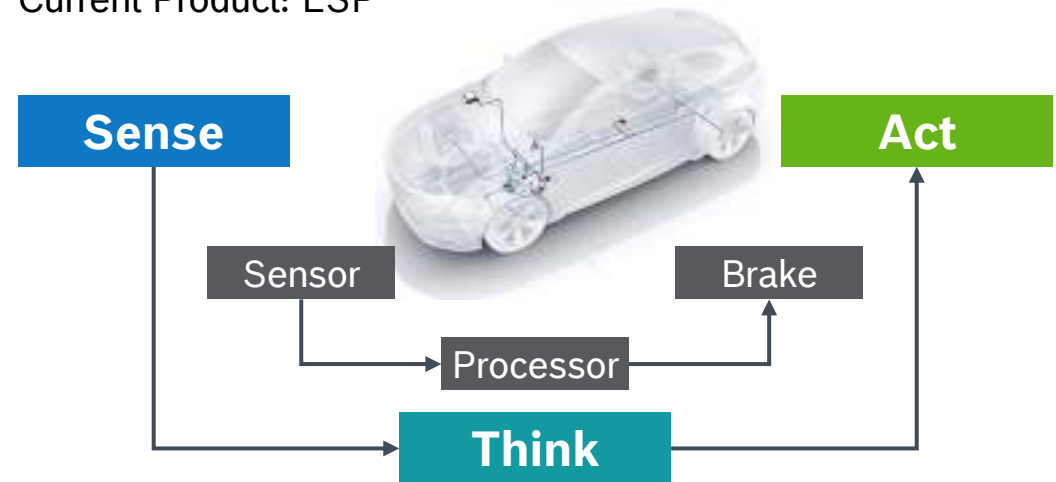 Current Product: ESP
Sense
Act
Sensor
Brake
Processor
Think